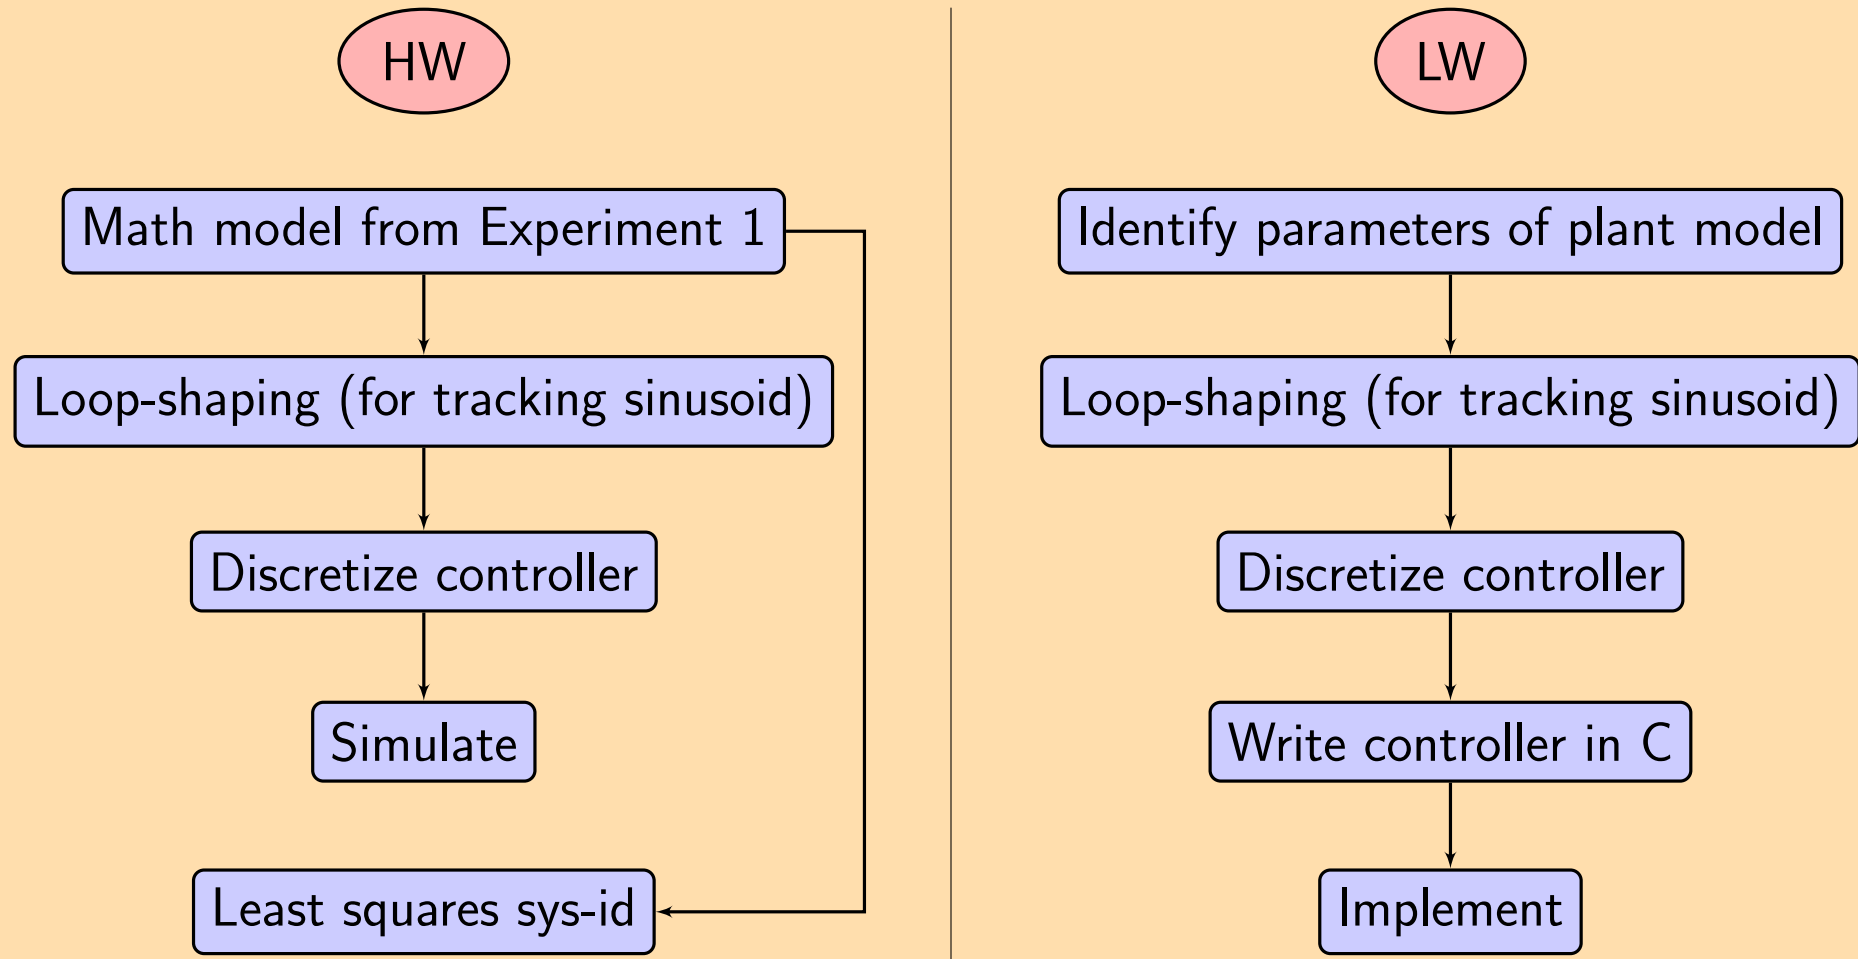 HW
Math model from Experiment 1
Loop-shaping (for tracking sinusoid)
Discretize controller
Simulate
Least squares sys-id
LW
Identify parameters of plant model
Loop-shaping (for tracking sinusoid)
Discretize controller
Write controller in C
Implement